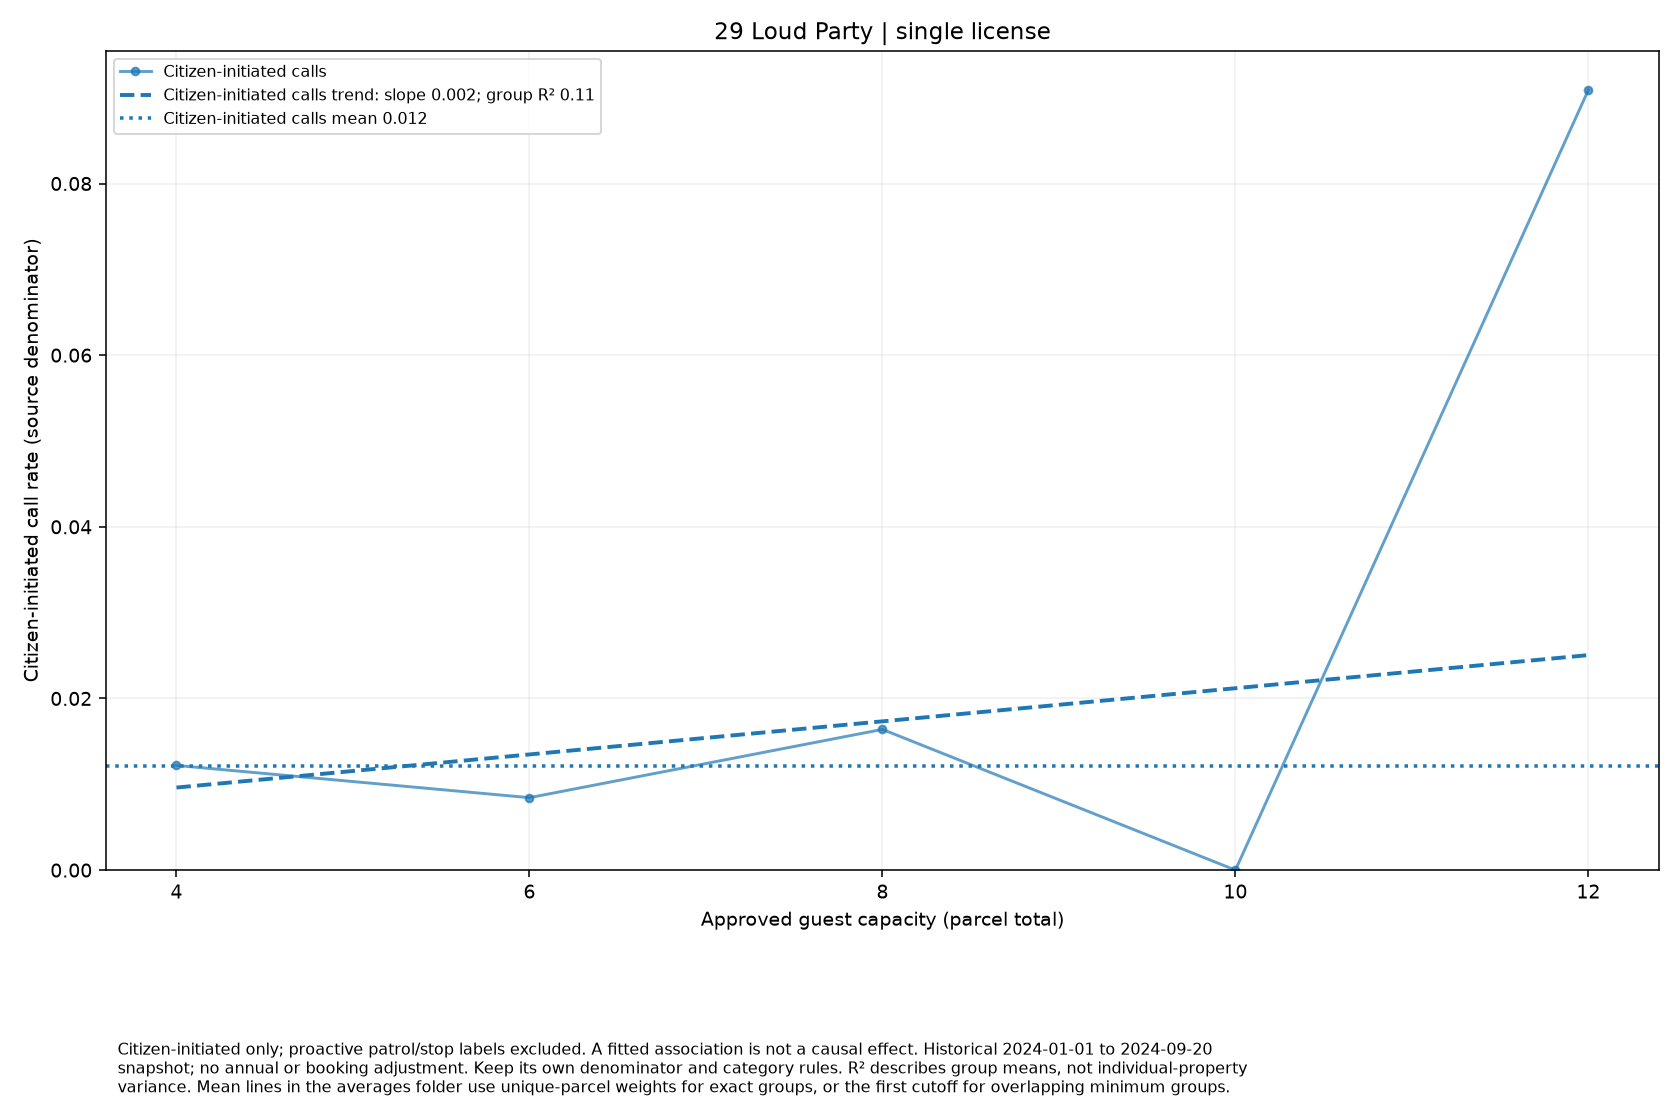 29 Loud Party | single license
Citizen-initiated calls
Citizen-initiated calls trend: slope 0.002; group R² 0.11
Citizen-initiated calls mean 0.012
Citizen-initiated call rate (source denominator)
0.08
0.06
0.04
0.02
0.00
4
6
8
10
12
Approved guest capacity (parcel total)
Citizen-initiated only; proactive patrol/stop labels excluded. A fitted association is not a causal effect. Historical 2024-01-01 to 2024-09-20
snapshot; no annual or booking adjustment. Keep its own denominator and category rules. R² describes group means, not individual-property
variance. Mean lines in the averages folder use unique-parcel weights for exact groups, or the first cutoff for overlapping minimum groups.